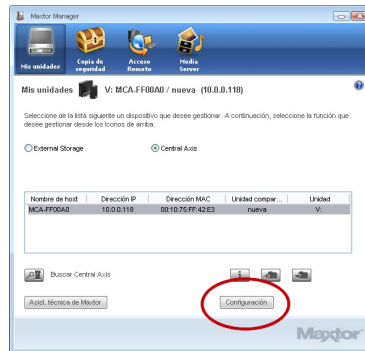 Maxtor Manager
Mis unidades
Copia de seguridad
Acceso Remoto
Media Server
Mis unidades V: MCA-FF00A0 / nueva (10.0.0.118)
Seleccione de la lista siguiente un dispositivo que desee gestionar. A continuación, seleccione la función que
desee gestionar desde los iconos de arriba.
External Storage Central Axis
Nombre de host Dirección IP Dirección MAC Unidad compar... Unidad
MCA-FF00A0 10.0.0.118 00:10:75:FF:42:E3 nueva V:
Buscar Central Axis
Asist. técnica de Maxtor Configuración
Maxtor